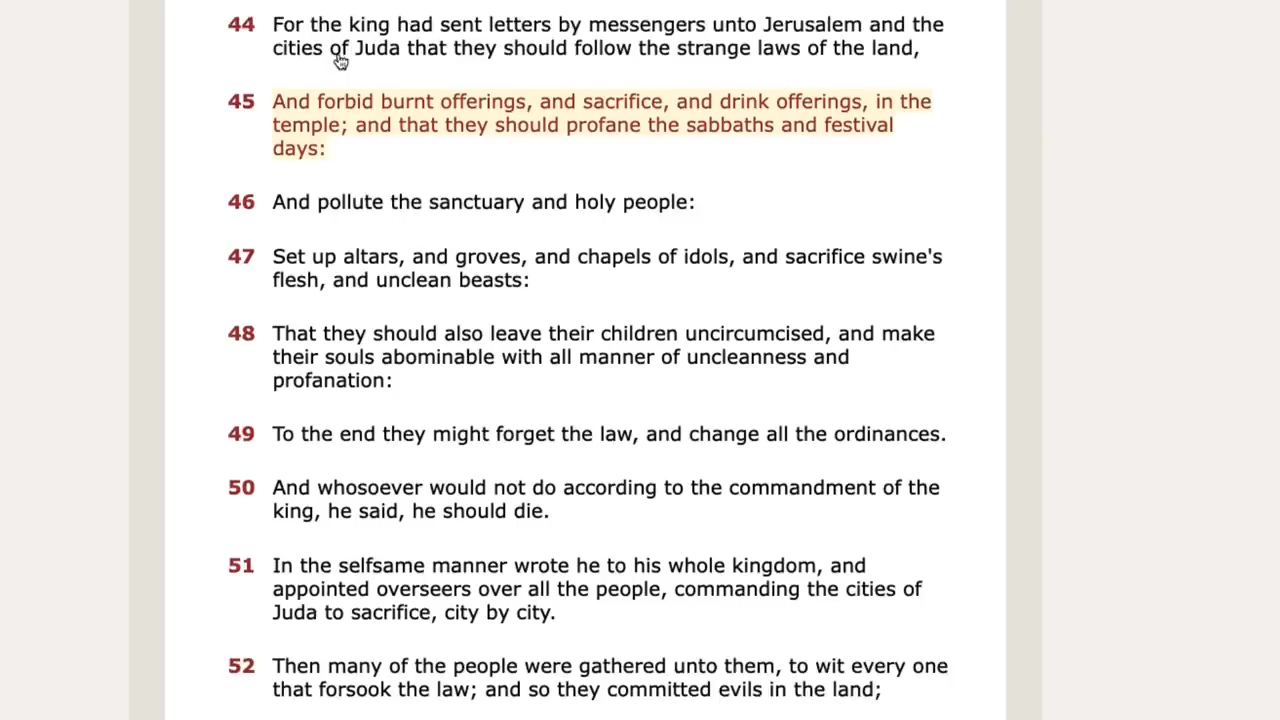 44 For the king had sent letters by messengers unto Jerusalem and the
cities of Juda that they should follow the strange laws of the land,
45 And forbid burnt offerings, and sacrifice, and drink offerings, in the
temple; and that they should profane the sabbaths and festival
days:
46 And pollute the sanctuary and holy people:
47 Set up altars, and groves, and chapels of idols, and sacrifice swine's
flesh, and unclean beasts:
48 That they should also leave their children uncircumcised, and make
their souls abominable with all manner of uncleanness and
profanation:
49 To the end they might forget the law, and change all the ordinances.
50 And whosoever would not do according to the commandment of the
king, he said, he should die.
51 In the selfsame manner wrote he to his whole kingdom, and
appointed overseers over all the people, commanding the cities of
Juda to sacrifice, city by city.
52 Then many of the people were gathered unto them, to wit every one
that forsook the law; and so they committed evils in the land;